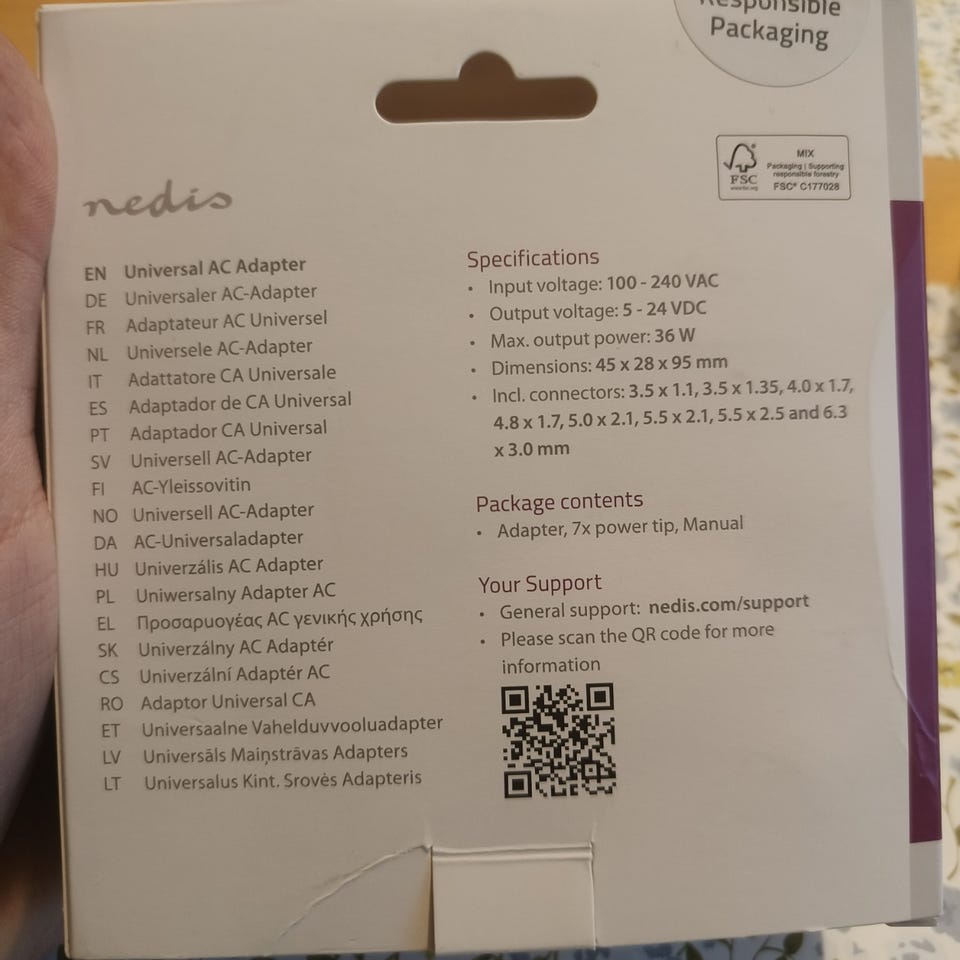 Responsible
Packaging
FSC
www.fsc.org
MIX
Packaging | Supporting
responsible forestry
FSC® C177028
nedis
EN Universal AC Adapter
DE Universaler AC-Adapter
FR Adaptateur AC Universel
NL Universele AC-Adapter
IT Adattatore CA Universale
ES Adaptador de CA Universal
PT Adaptador CA Universal
SV Universell AC-Adapter
FI AC-Yleissovitin
NO Universell AC-Adapter
DA AC-Universaladapter
HU Univerzális AC Adapter
PL Uniwersalny Adapter AC
EL Προσαρυογέας AC γενικής χρήσης
SK Univerzálny AC Adaptér
CS Univerzální Adaptér AC
RO Adaptor Universal CA
ET Universaalne Vahelduvvooluadapter
LV Universāls Maiņstrāvas Adapters
LT Universalus Kint. Srovės Adapteris
Specifications
• Input voltage: 100 - 240 VAC
• Output voltage: 5 - 24 VDC
• Max. output power: 36 W
• Dimensions: 45 x 28 x 95 mm
• Incl. connectors: 3.5 x 1.1, 3.5 x 1.35, 4.0 x 1.7,
4.8 x 1.7, 5.0 x 2.1, 5.5 x 2.1, 5.5 x 2.5 and 6.3
x 3.0 mm
Package contents
• Adapter, 7x power tip, Manual
Your Support
• General support: nedis.com/support
• Please scan the QR code for more
information